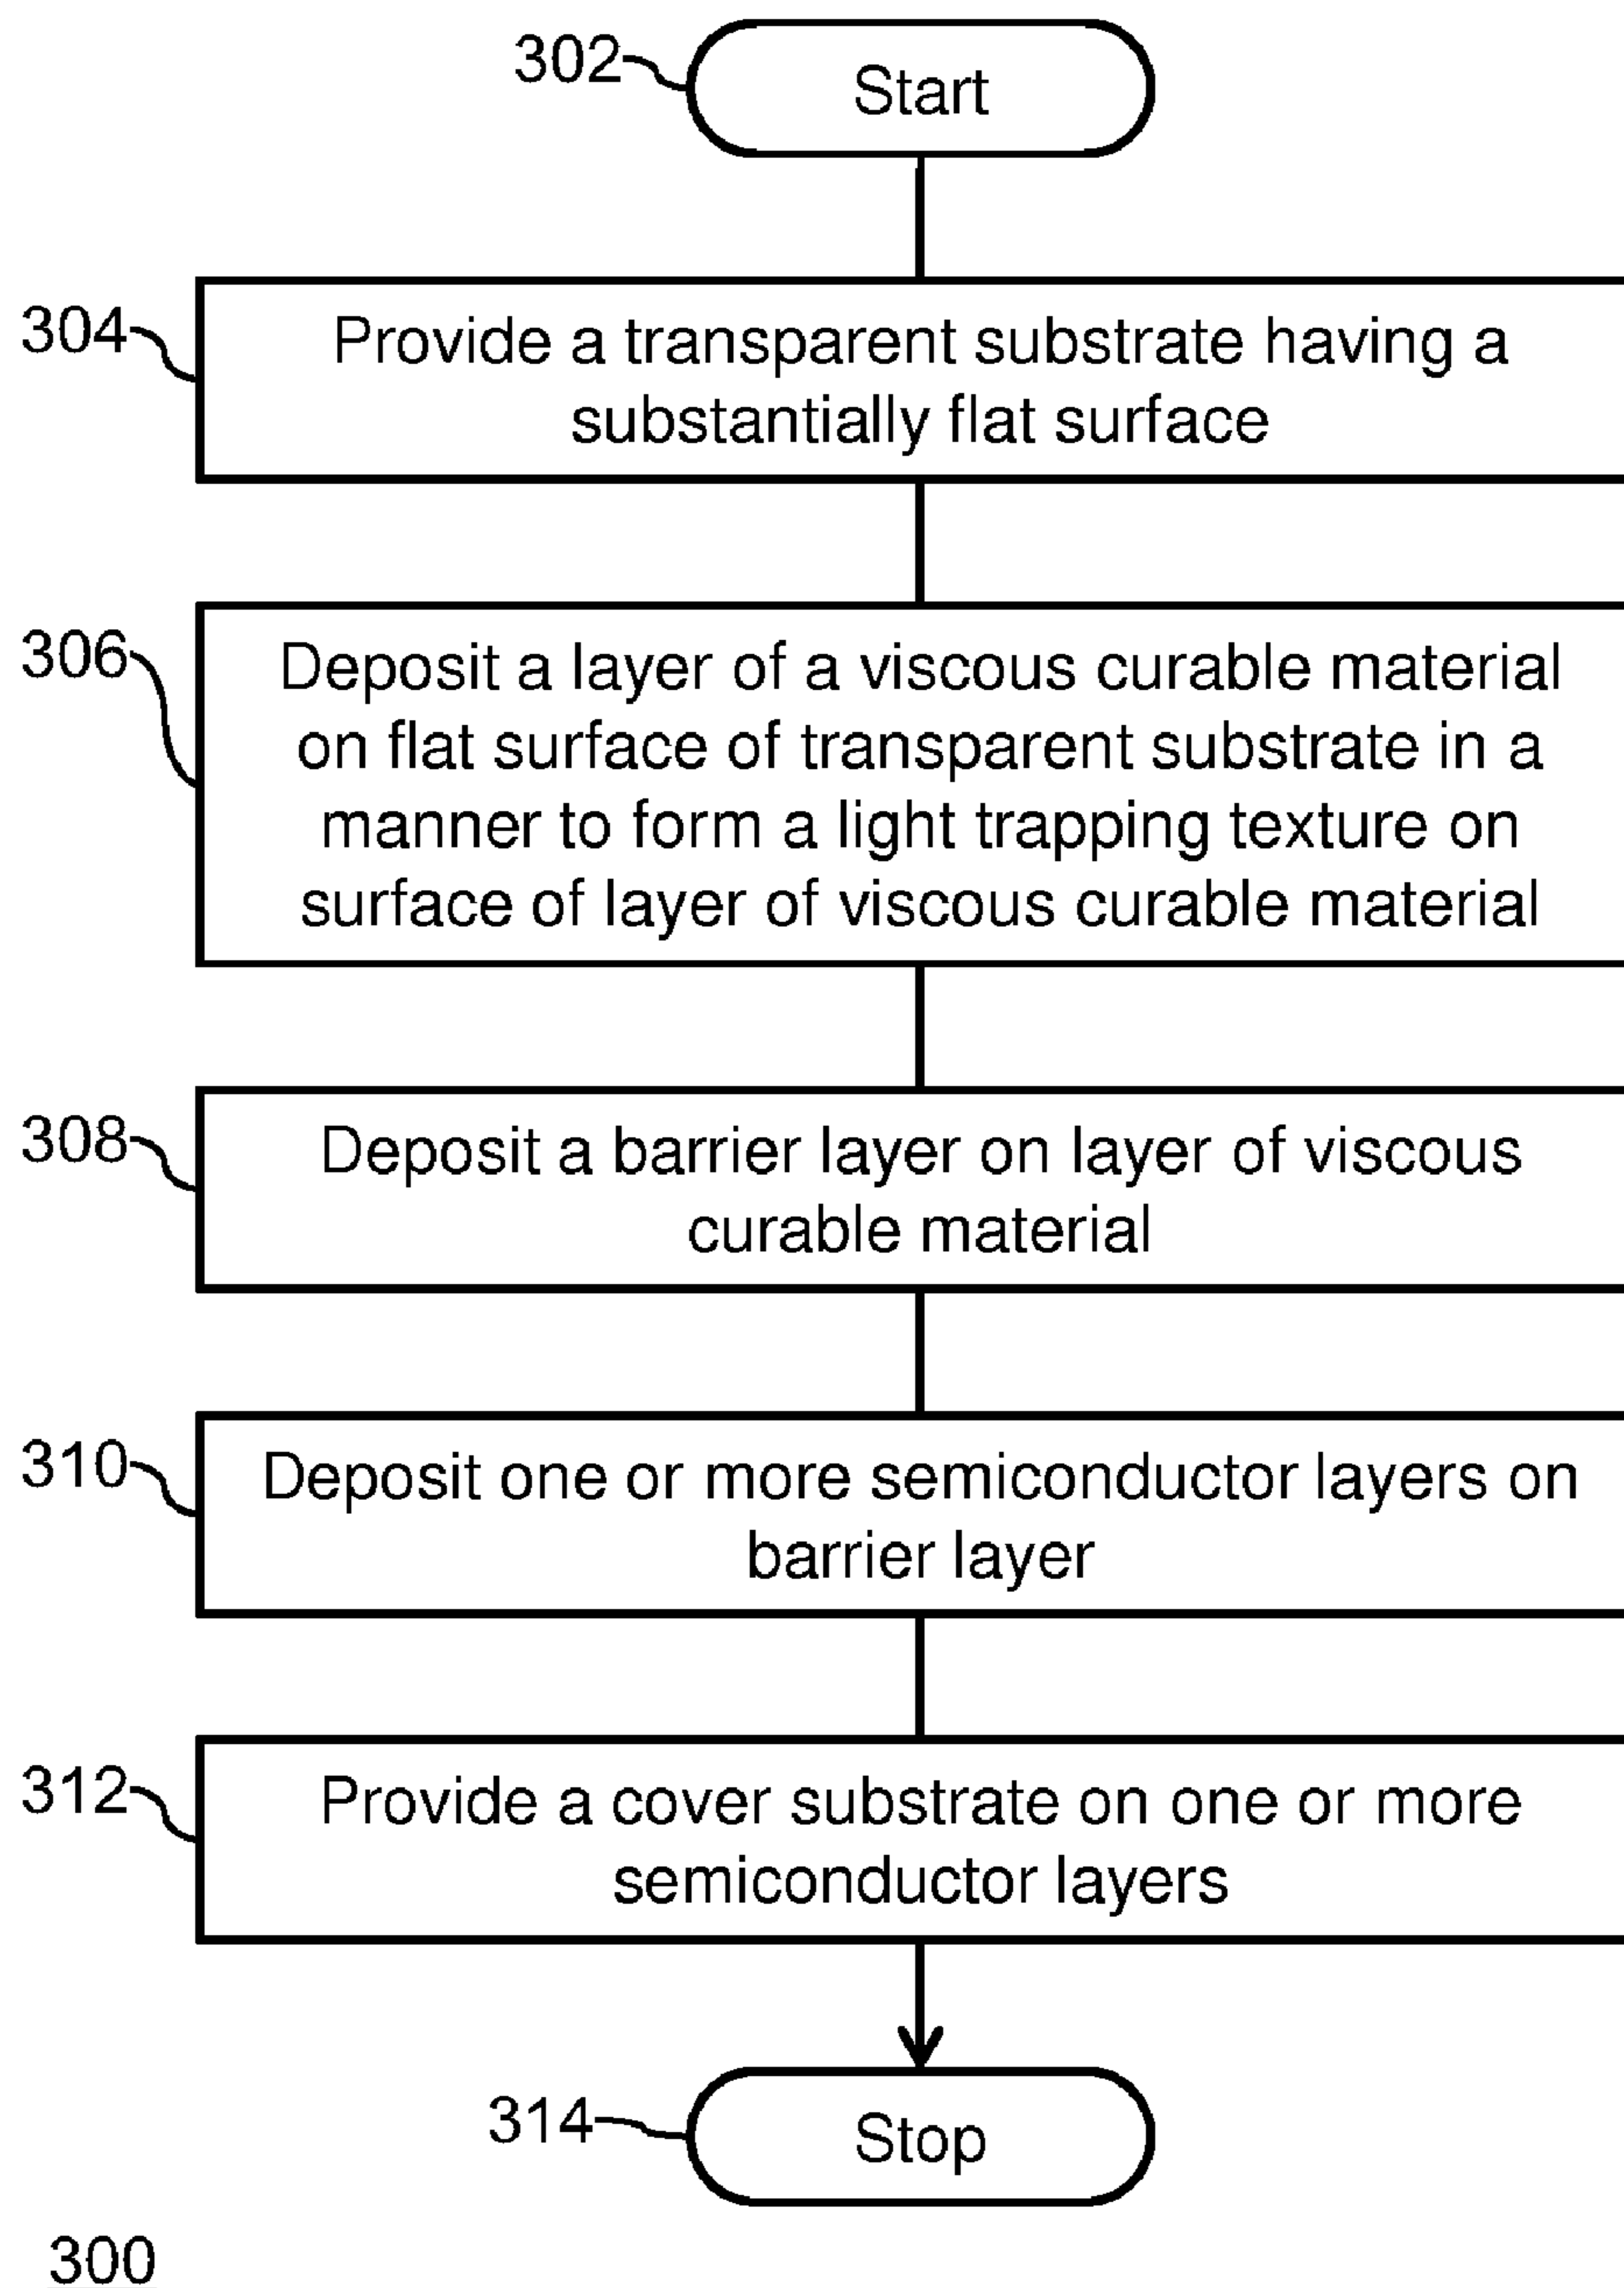 302
Start
304
Provide a transparent substrate having a
substantially flat surface
306
Deposit a layer of a viscous curable material
on flat surface of transparent substrate in a
manner to form a light trapping texture on
surface of layer of viscous curable material
308
Deposit a barrier layer on layer of viscous
curable material
310
Deposit one or more semiconductor layers on
barrier layer
312
Provide a cover substrate on one or more
semiconductor layers
314
Stop
300